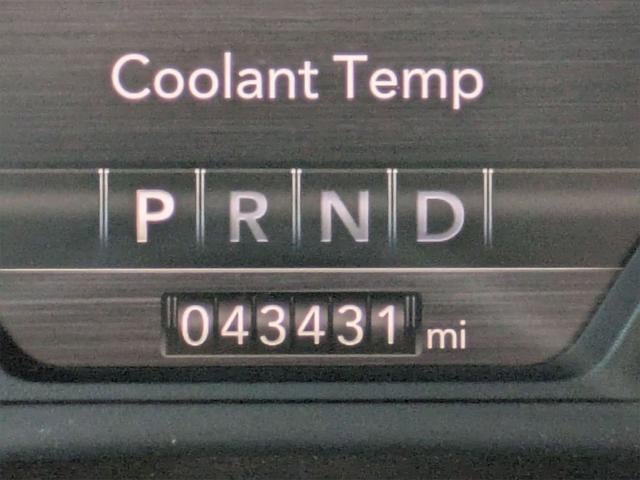 Coolant Temp
P R N D
043431 mi